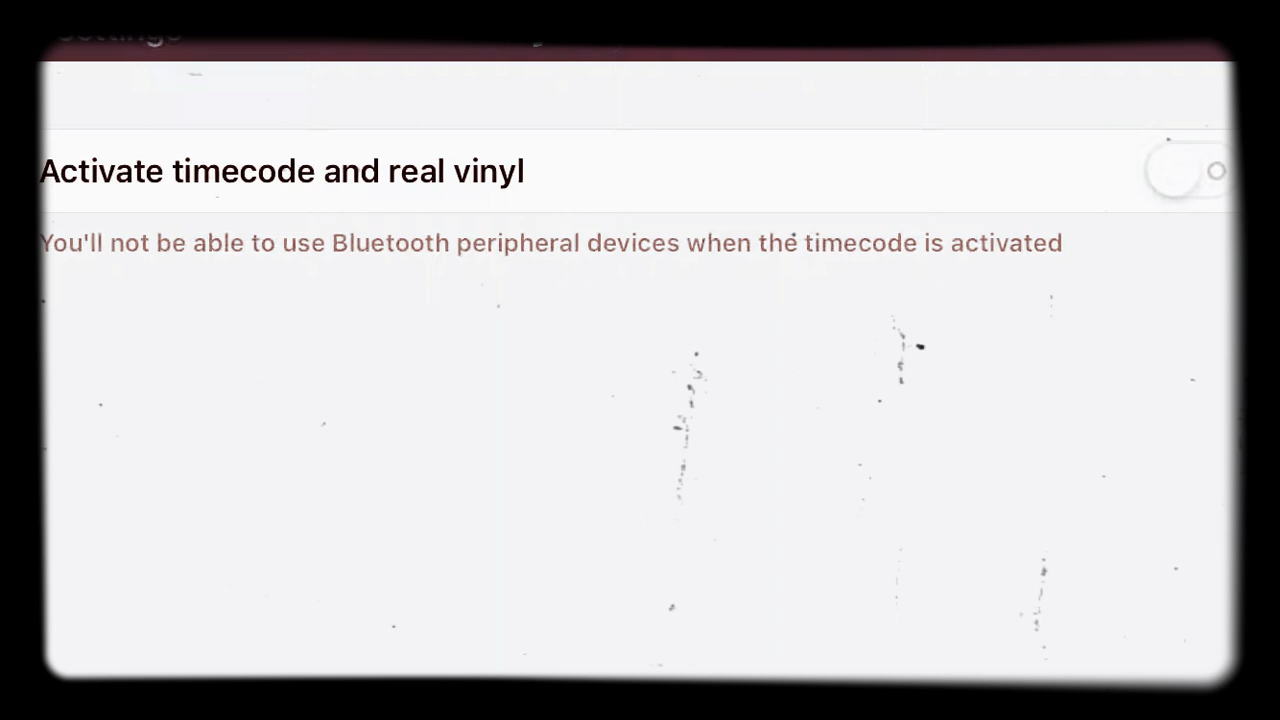 Settings
Activate timecode and real vinyl
You'll not be able to use Bluetooth peripheral devices when the timecode is activated